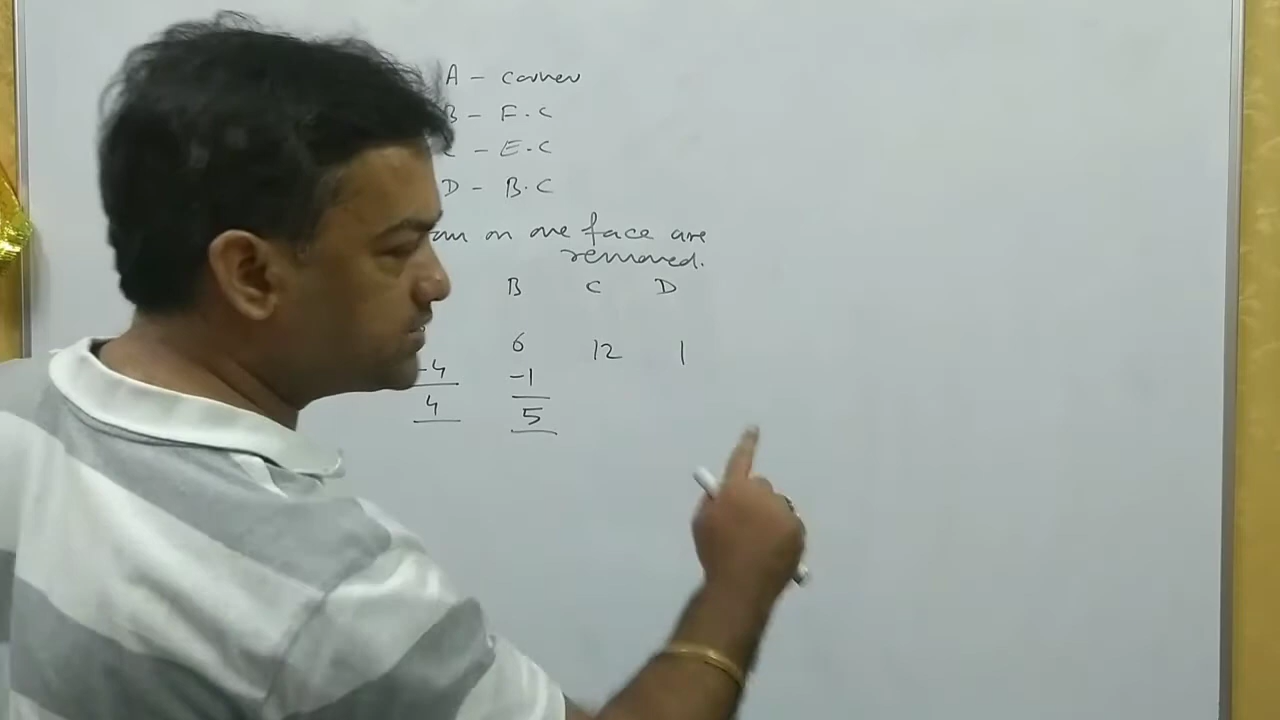 A - Corner
B - F.C
- E.C
D - B.C
on one face are
removed.
B C D
6 12 1
-4 -1
4 5